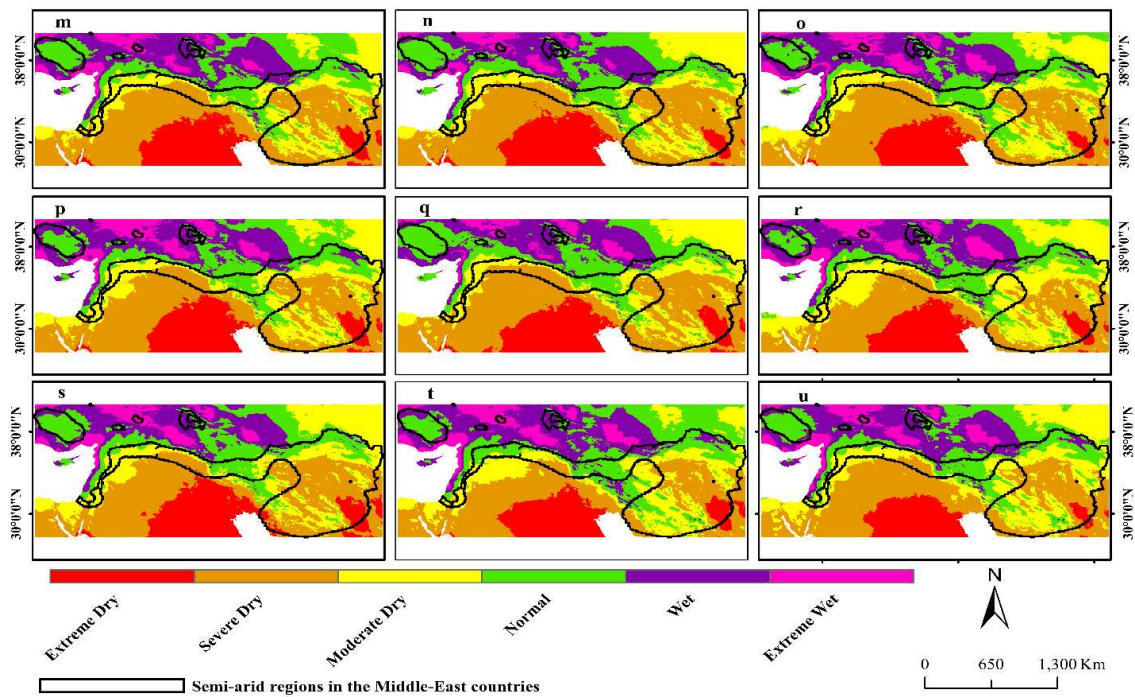 m
n
o
38°0'0"N
30°0'0"N
38°0'0"N
30°0'0"N
p
q
r
38°0'0"N
30°0'0"N
38°0'0"N
30°0'0"N
s
t
u
38°0'0"N
30°0'0"N
38°0'0"N
30°0'0"N
Extreme Dry
Severe Dry
Moderate Dry
Normal
Wet
Extreme Wet
N
0 650 1,300 Km
Semi-arid regions in the Middle-East countries